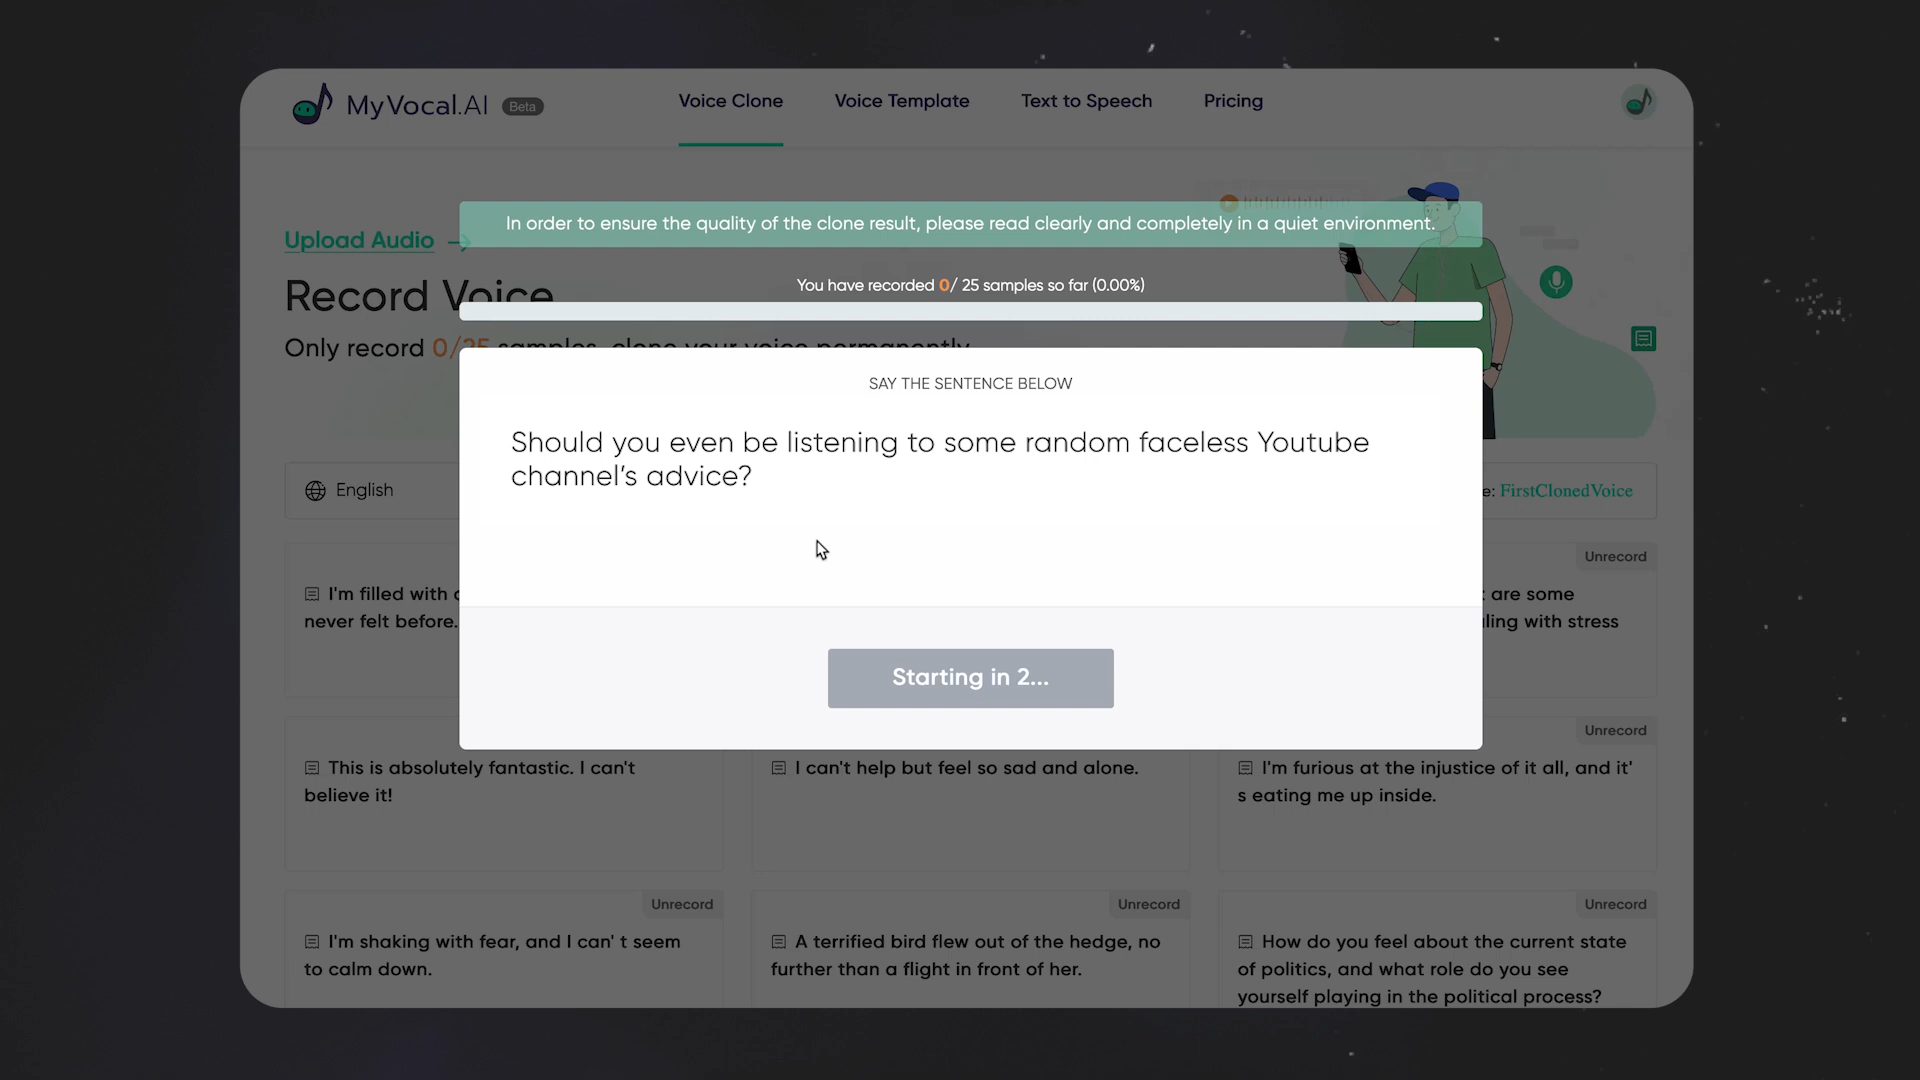 MyVocal.AI Beta
Voice Clone
Voice Template
Text to Speech
Pricing
In order to ensure the quality of the clone result, please read clearly and completely in a quiet environment.
Upload Audio
You have recorded 0/ 25 samples so far (0.00%)
Record Voice
Only record 0/25 samples, clone your voice permanently
SAY THE SENTENCE BELOW
Should you even be listening to some random faceless Youtube
channel's advice?
English
e: FirstClonedVoice
Unrecord
I'm filled with
never felt before.
are some
ling with stress
Starting in 2...
Unrecord
This is absolutely fantastic. I can't
believe it!
I can't help but feel so sad and alone.
I'm furious at the injustice of it all, and it'
s eating me up inside.
Unrecord
I'm shaking with fear, and I can' t seem
to calm down.
Unrecord
A terrified bird flew out of the hedge, no
further than a flight in front of her.
Unrecord
How do you feel about the current state
of politics, and what role do you see
yourself playing in the political process?